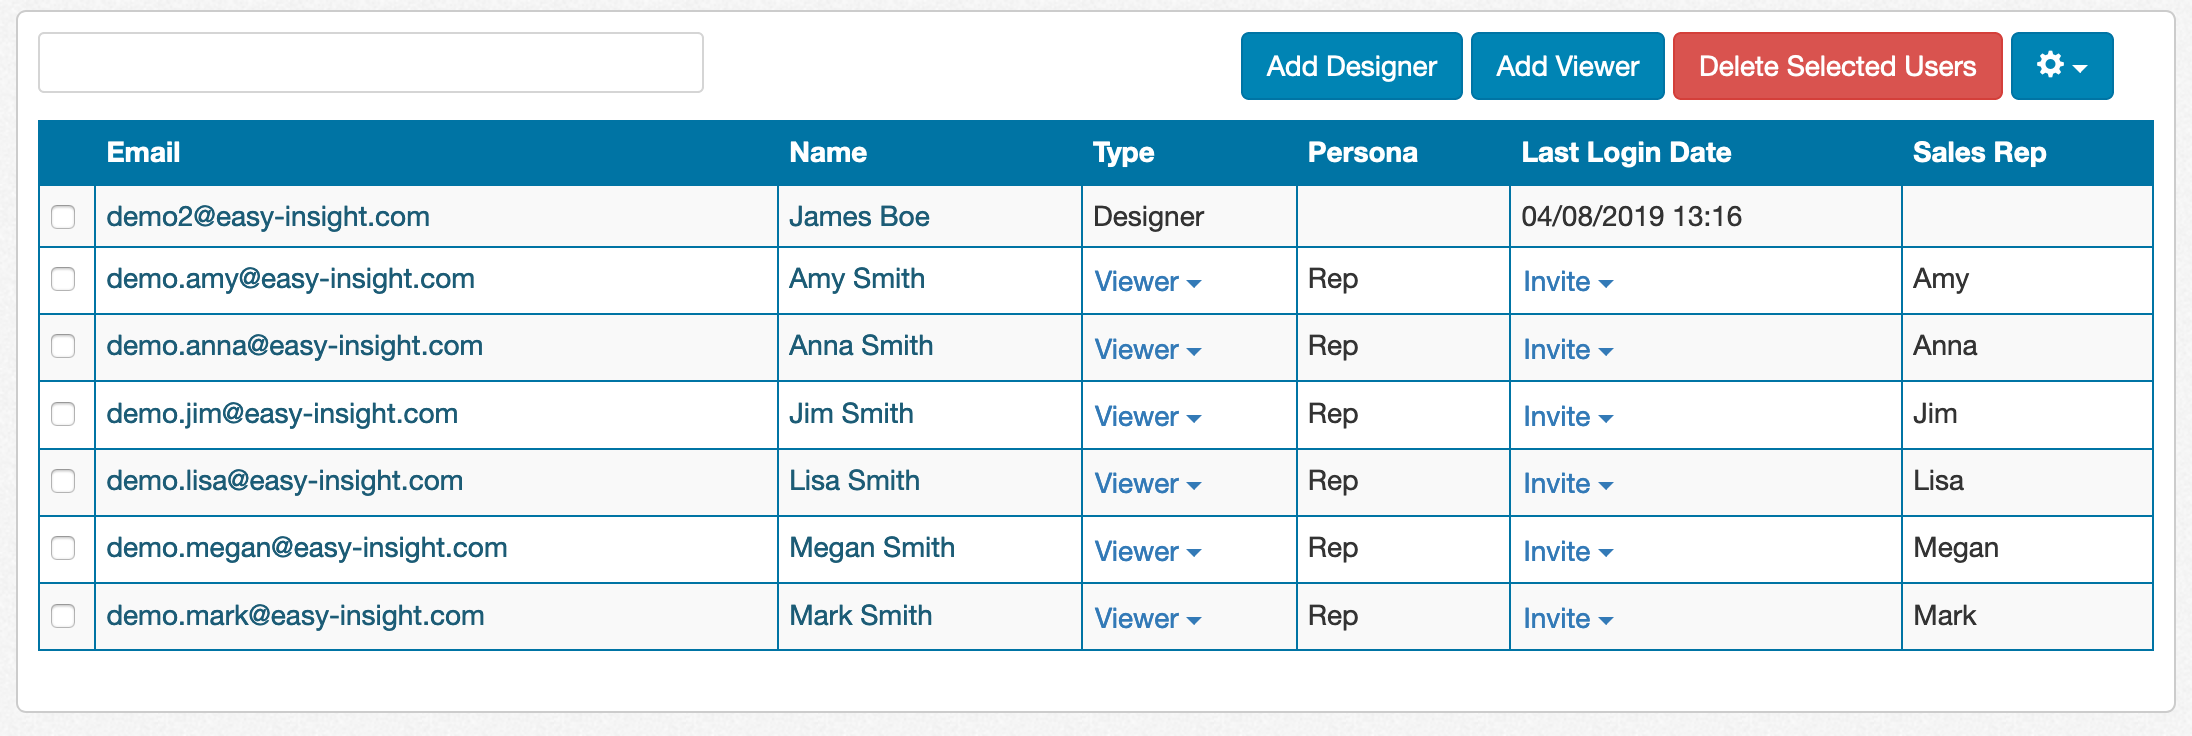 Add Designer Add Viewer Delete Selected Users
Email Name Type Persona Last Login Date Sales Rep
demo2@easy-insight.com James Boe Designer 04/08/2019 13:16
demo.amy@easy-insight.com Amy Smith Viewer Rep Invite Amy
demo.anna@easy-insight.com Anna Smith Viewer Rep Invite Anna
demo.jim@easy-insight.com Jim Smith Viewer Rep Invite Jim
demo.lisa@easy-insight.com Lisa Smith Viewer Rep Invite Lisa
demo.megan@easy-insight.com Megan Smith Viewer Rep Invite Megan
demo.mark@easy-insight.com Mark Smith Viewer Rep Invite Mark